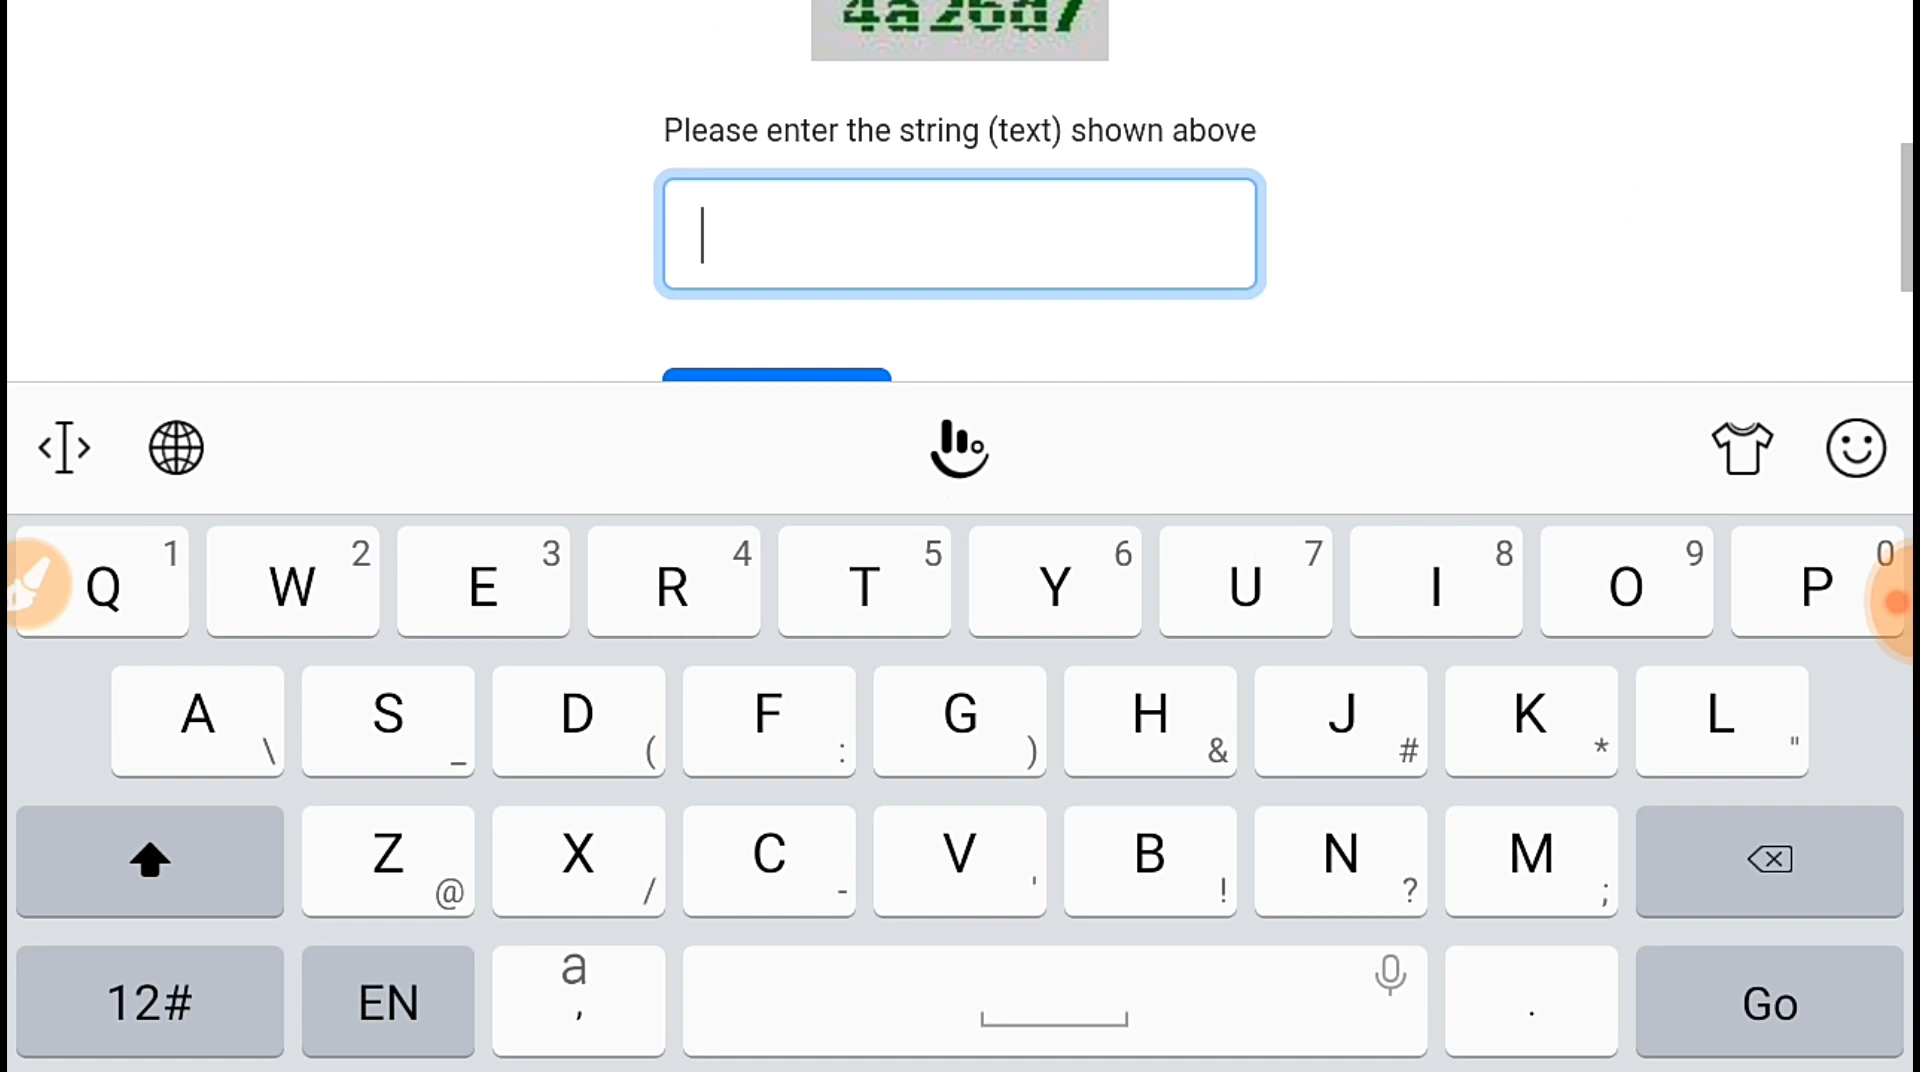 Please enter the string (text) shown above
Q 1 W 2 E 3 R 4 T 5 Y 6 U 7 I 8 O 9 P 0
A \ S _ D ( F : G ) H & J # K * L "
Z @ X / C - V ' B ! N ? M ;
12# EN a , . Go